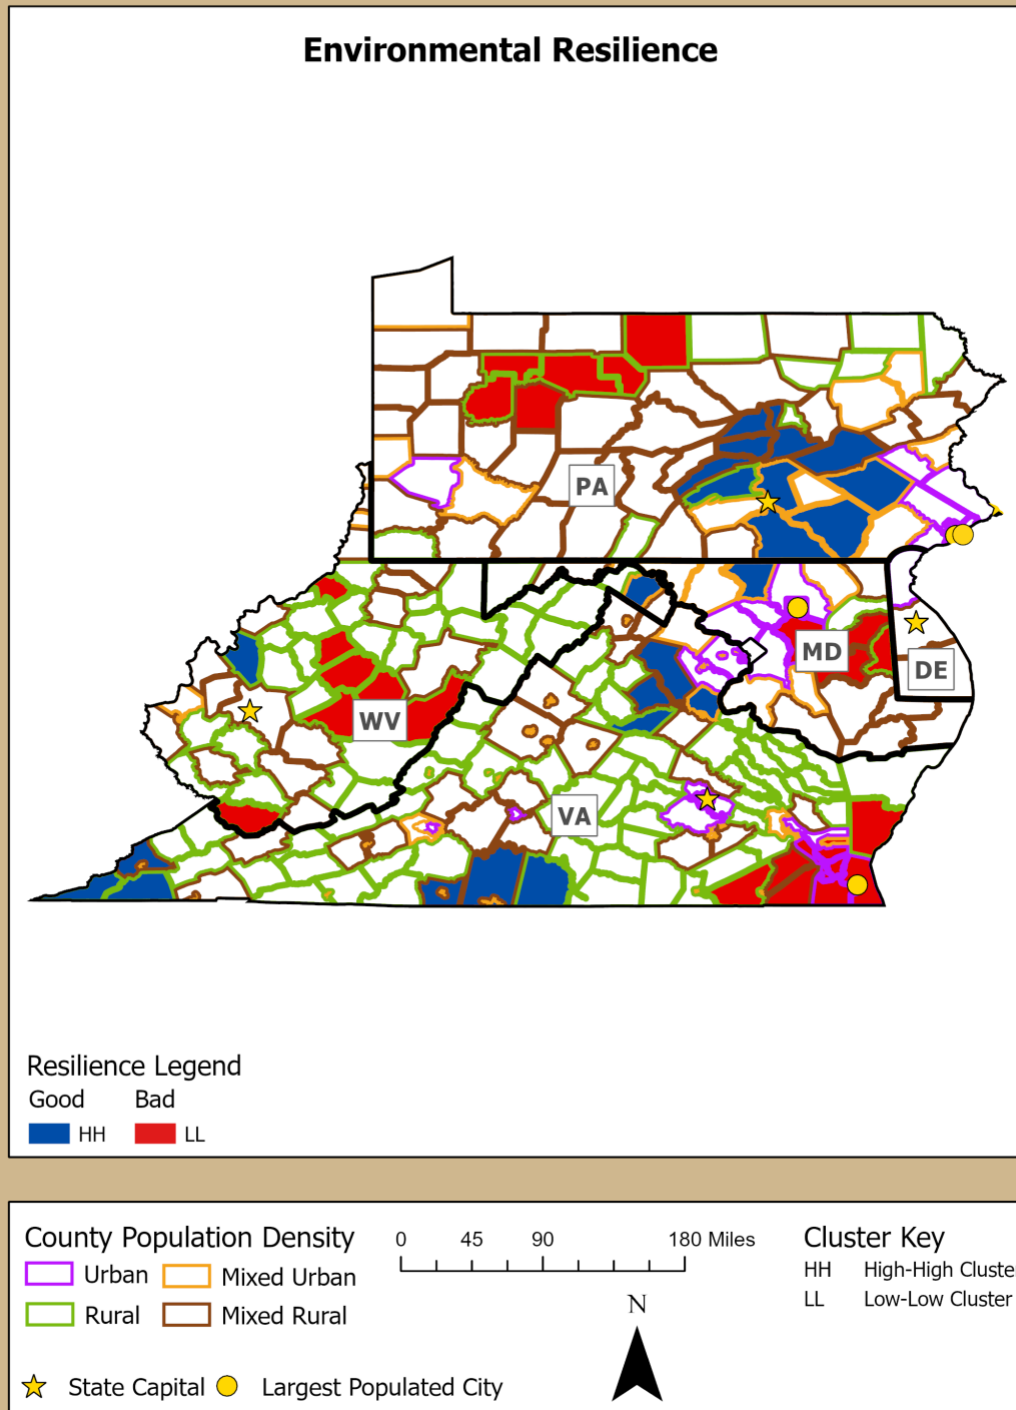 Environmental Resilience
PA
MD
DE
WV
VA
Resilience Legend
Good Bad
HH LL
County Population Density
Urban Mixed Urban
Rural Mixed Rural
State Capital Largest Populated City
0 45 90 180 Miles
N
Cluster Key
HH High-High Cluster
LL Low-Low Cluster